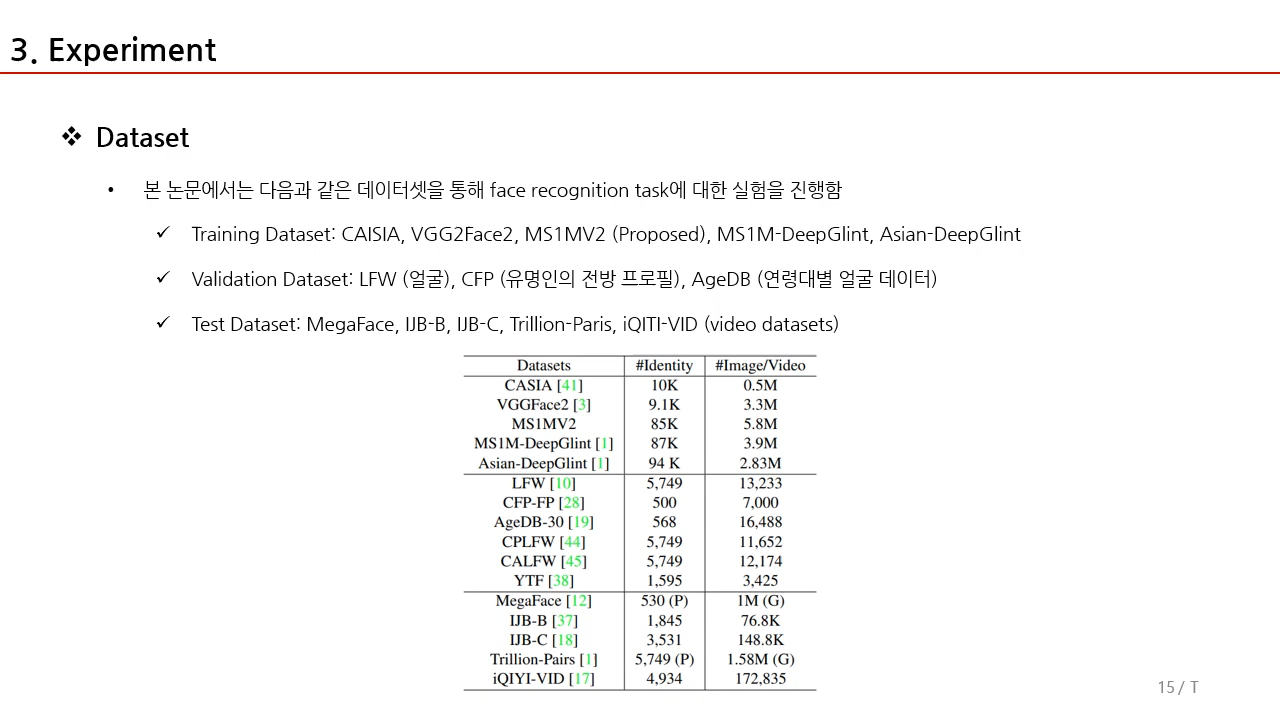 3. Experiment
❖ Dataset
• 본 논문에서는 다음과 같은 데이터셋을 통해 face recognition task에 대한 실험을 진행함
✓ Training Dataset: CAISIA, VGG2Face2, MS1MV2 (Proposed), MS1M-DeepGlint, Asian-DeepGlint
✓ Validation Dataset: LFW (얼굴), CFP (유명인의 전방 프로필), AgeDB (연령대별 얼굴 데이터)
✓ Test Dataset: MegaFace, IJB-B, IJB-C, Trillion-Paris, iQITI-VID (video datasets)
Datasets #Identity #Image/Video
CASIA [41] 10K 0.5M
VGGFace2 [3] 9.1K 3.3M
MS1MV2 85K 5.8M
MS1M-DeepGlint [1] 87K 3.9M
Asian-DeepGlint [1] 94 K 2.83M
LFW [10] 5,749 13,233
CFP-FP [28] 500 7,000
AgeDB-30 [19] 568 16,488
CPLFW [44] 5,749 11,652
CALFW [45] 5,749 12,174
YTF [38] 1,595 3,425
MegaFace [12] 530 (P) 1M (G)
IJB-B [37] 1,845 76.8K
IJB-C [18] 3,531 148.8K
Trillion-Pairs [1] 5,749 (P) 1.58M (G)
iQIYI-VID [17] 4,934 172,835
15 / T